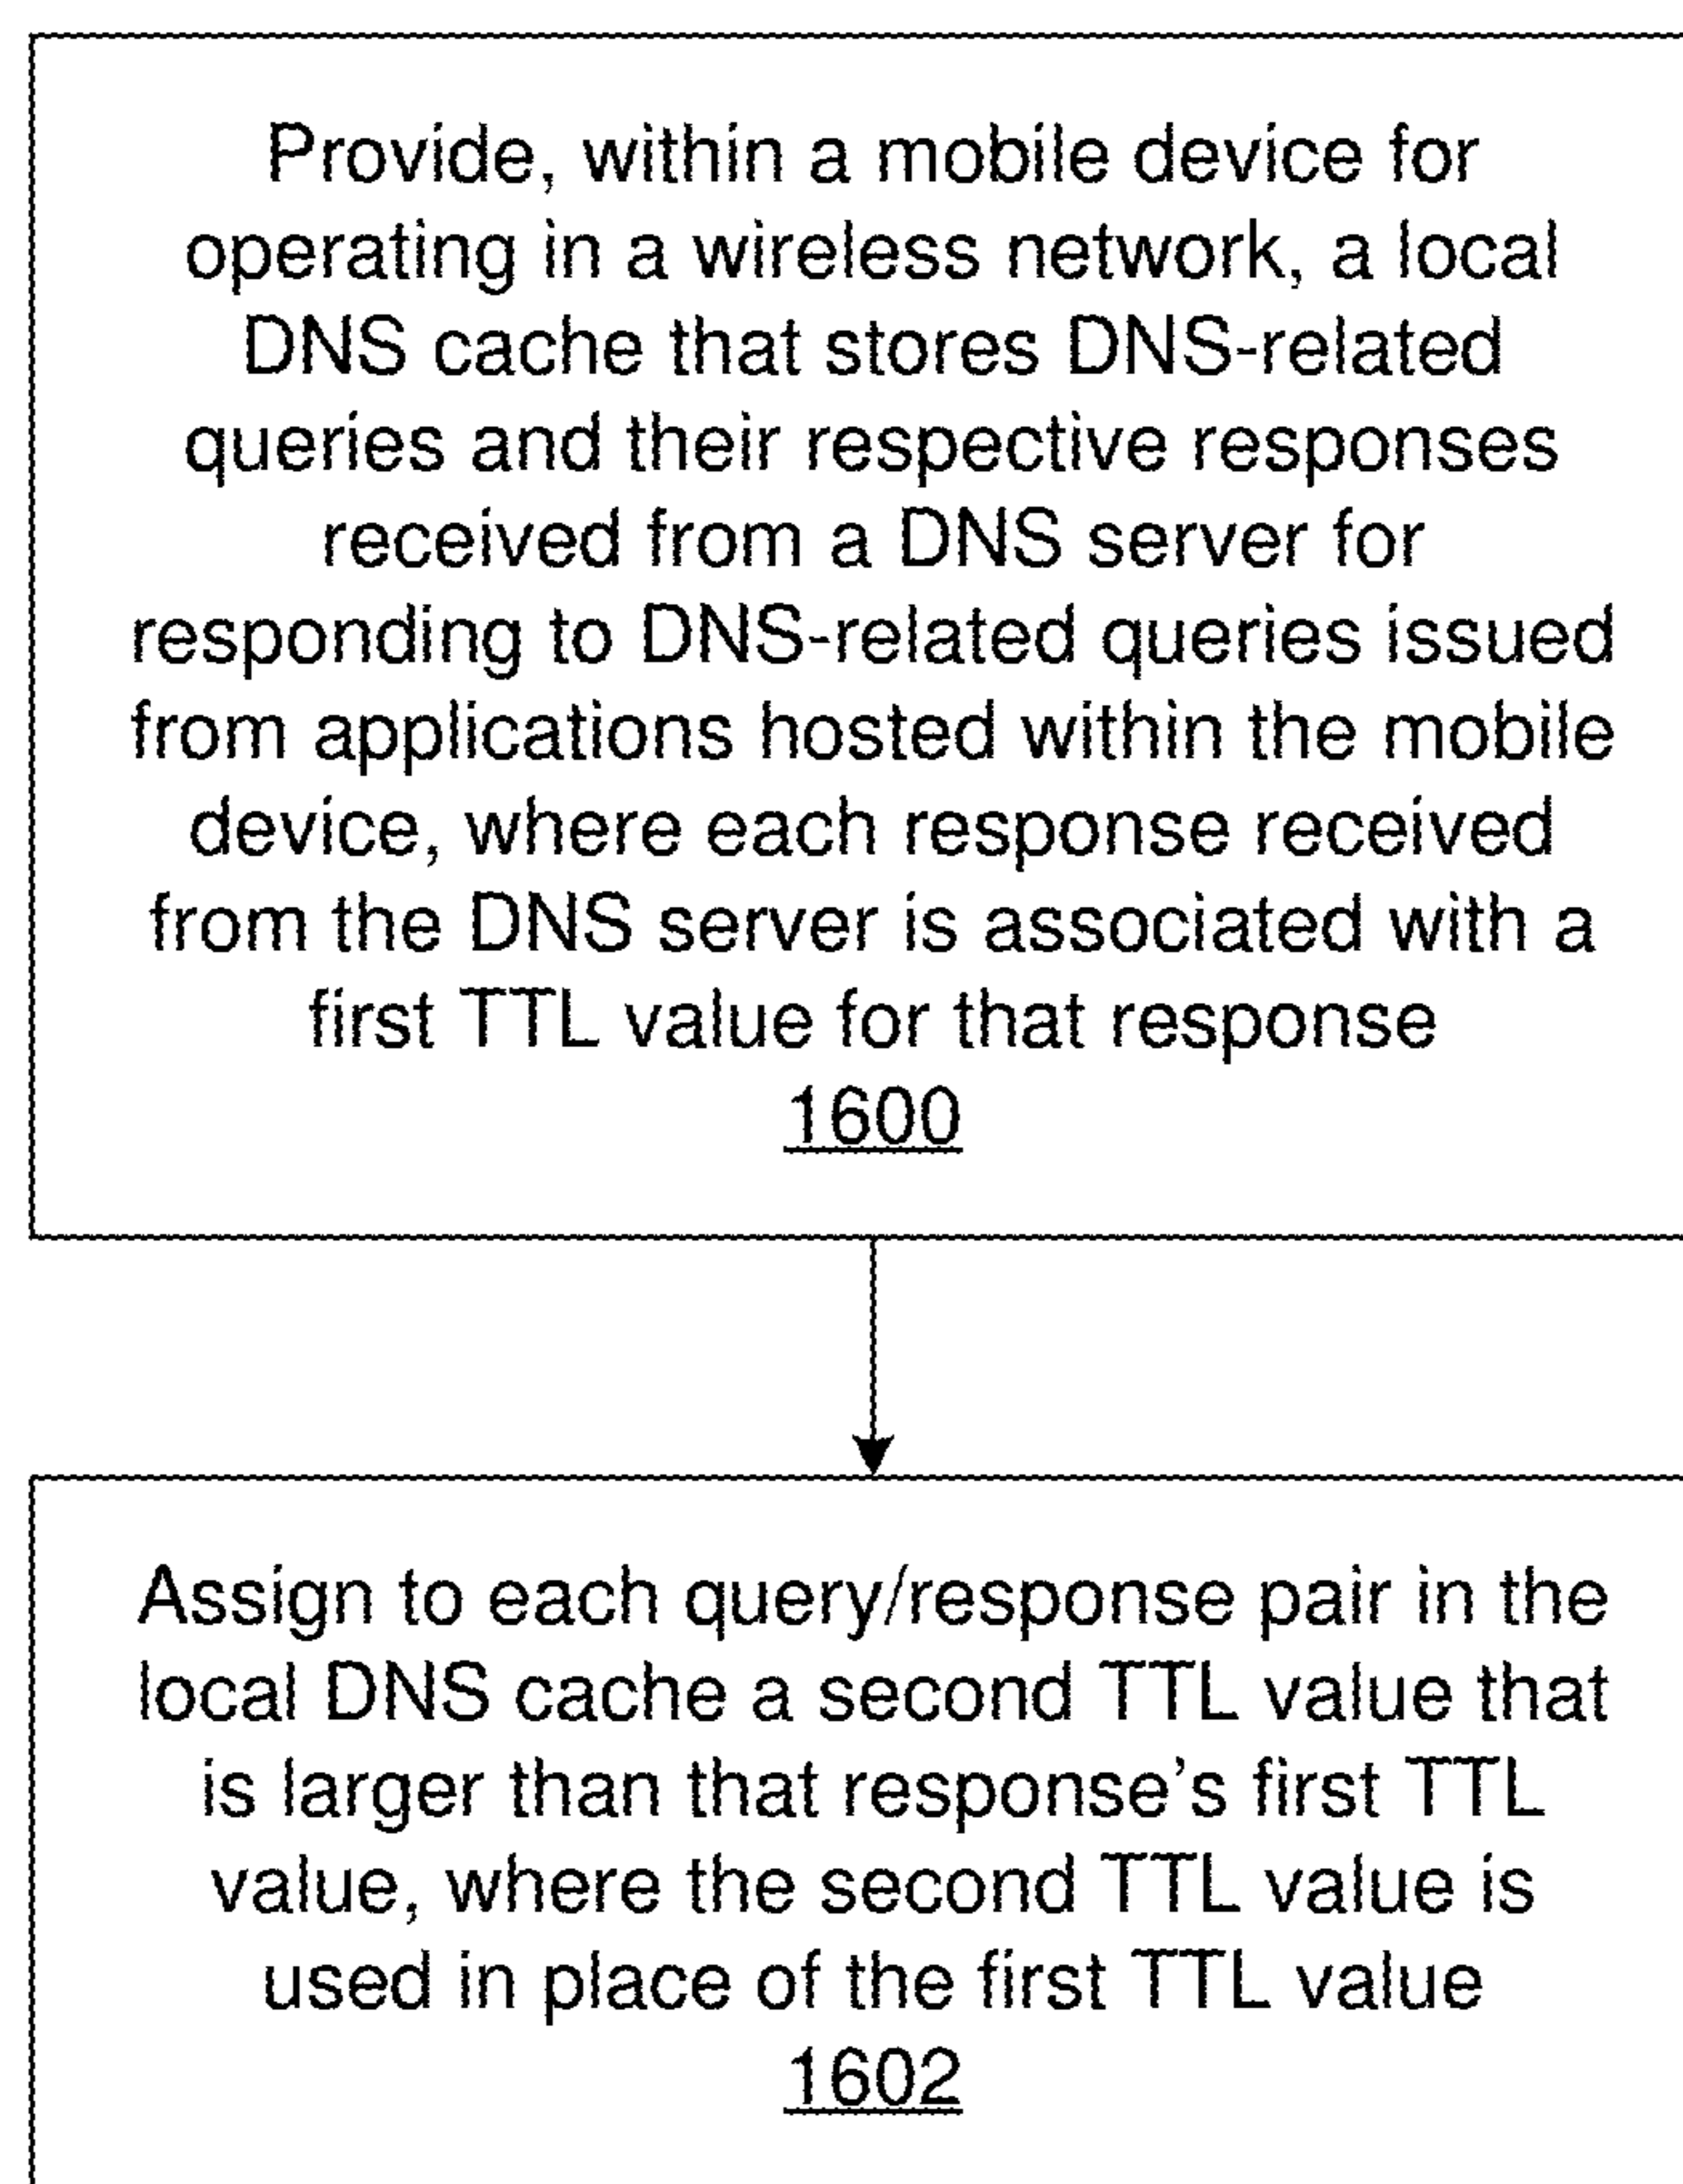 Provide, within a mobile device for
operating in a wireless network, a local
DNS cache that stores DNS-related
queries and their respective responses
received from a DNS server for
responding to DNS-related queries issued
from applications hosted within the mobile
device, where each response received
from the DNS server is associated with a
first TTL value for that response
1600
Assign to each query/response pair in the
local DNS cache a second TTL value that
is larger than that response's first TTL
value, where the second TTL value is
used in place of the first TTL value
1602